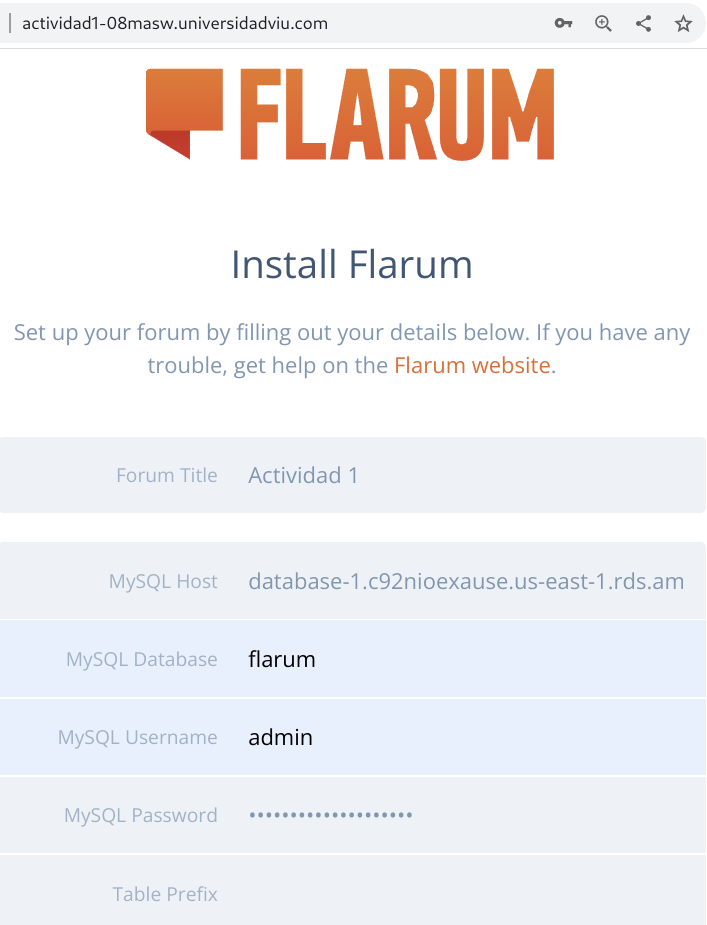 actividad1-08masw.universidadviu.com
FLARUM
Install Flarum
Set up your forum by filling out your details below. If you have any
trouble, get help on the Flarum website.
Forum Title Actividad 1
MySQL Host database-1.c92nioexause.us-east-1.rds.am
MySQL Database flarum
MySQL Username admin
MySQL Password •••••••••••••••••••
Table Prefix